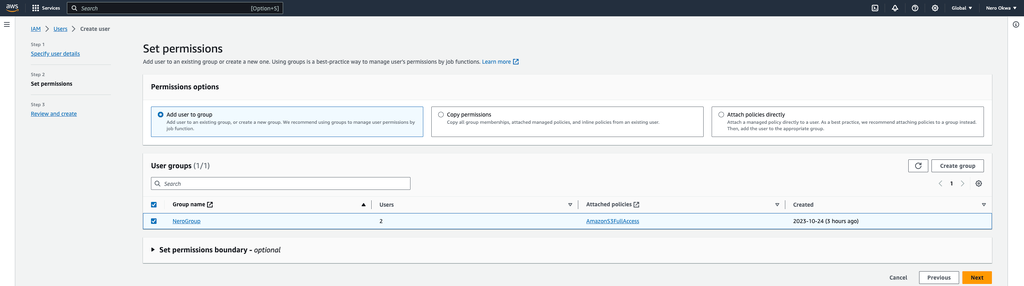 aws
Services
Search
[Option+S]
Global
Nero Okwa
IAM > Users > Create user
Step 1
Specify user details
Step 2
Set permissions
Step 3
Review and create
Set permissions
Add user to an existing group or create a new one. Using groups is a best-practice way to manage user's permissions by job functions. Learn more
Permissions options
Add user to group
Add user to an existing group, or create a new group. We recommend using groups to manage user permissions by
job function.
Copy permissions
Copy all group memberships, attached managed policies, and inline policies from an existing user.
Attach policies directly
Attach a managed policy directly to a user. As a best practice, we recommend attaching policies to a group instead.
Then, add the user to the appropriate group.
User groups (1/1)
Create group
Search
1
Group name
Users
Attached policies
Created
NeroGroup
2
AmazonS3FullAccess
2023-10-24 (3 hours ago)
Set permissions boundary - optional
Cancel
Previous
Next